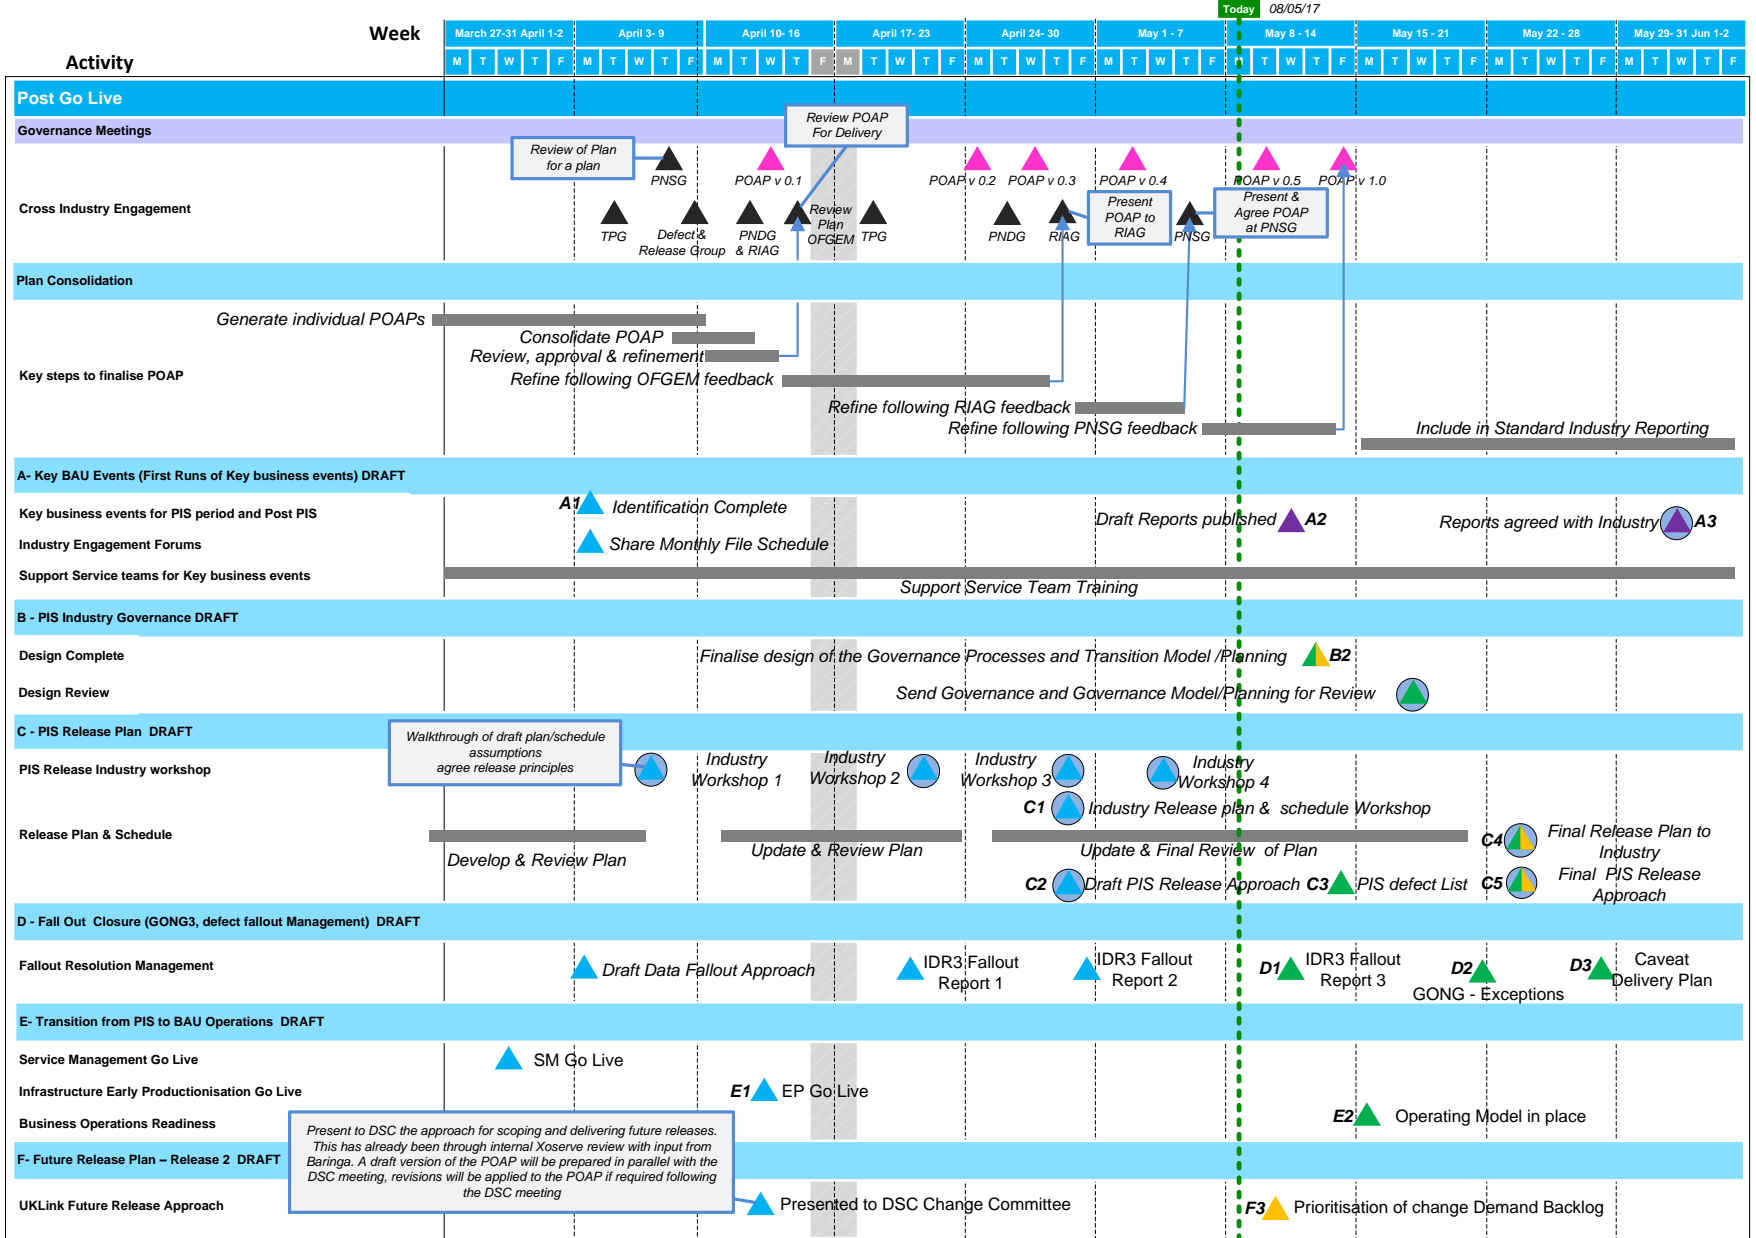 Today 08/05/17
Week
March 27-31 April 1-2 April 3- 9 April 10- 16 April 17- 23 April 24- 30 May 1 - 7 May 8 - 14 May 15 - 21 May 22 - 28 May 29- 31 Jun 1-2
Activity
M T W T F M T W T F M T W T F M T W T F M T W T F M T W T F M T W T F M T W T F M T W T F M T W T F
Post Go Live
Governance Meetings
Review POAP
For Delivery
Review of Plan
for a plan
PNSG POAP v 0.1 POAP v 0.2 POAP v 0.3 POAP v 0.4 POAP v 0.5 POAP v 1.0
Cross Industry Engagement
TPG
Defect &
Release Group
PNDG
& RIAG
Review
Plan
OFGEM
TPG
PNDG
RIAG
Present
POAP to
RIAG
PNSG
Present &
Agree POAP
at PNSG
Plan Consolidation
Generate individual POAPs
Consolidate POAP
Review, approval & refinement
Key steps to finalise POAP
Refine following OFGEM feedback
Refine following RIAG feedback
Refine following PNSG feedback
Include in Standard Industry Reporting
A- Key BAU Events (First Runs of Key business events) DRAFT
Key business events for PIS period and Post PIS
A1 Identification Complete
Draft Reports published A2
Reports agreed with Industry A3
Industry Engagement Forums
Share Monthly File Schedule
Support Service teams for Key business events
Support Service Team Training
B - PIS Industry Governance DRAFT
Design Complete
Finalise design of the Governance Processes and Transition Model /Planning B2
Design Review
Send Governance and Governance Model/Planning for Review
C - PIS Release Plan DRAFT
Walkthrough of draft plan/schedule
assumptions
agree release principles
PIS Release Industry workshop
Industry
Workshop 1
Industry
Workshop 2
Industry
Workshop 3
Industry
Workshop 4
C1 Industry Release plan & schedule Workshop
Release Plan & Schedule
Develop & Review Plan
Update & Review Plan
Update & Final Review of Plan
C4 Final Release Plan to
Industry
C2 Draft PIS Release Approach
C3 PIS defect List
C5 Final PIS Release
Approach
D - Fall Out Closure (GONG3, defect fallout Management) DRAFT
Fallout Resolution Management
Draft Data Fallout Approach
IDR3 Fallout
Report 1
IDR3 Fallout
Report 2
D1 IDR3 Fallout
Report 3
D2
GONG - Exceptions
D3 Caveat
Delivery Plan
E- Transition from PIS to BAU Operations DRAFT
Service Management Go Live
SM Go Live
Infrastructure Early Productionisation Go Live
E1 EP Go Live
Business Operations Readiness
E2 Operating Model in place
Present to DSC the approach for scoping and delivering future releases.
This has already been through internal Xoserve review with input from
Baringa. A draft version of the POAP will be prepared in parallel with the
DSC meeting, revisions will be applied to the POAP if required following
the DSC meeting
F- Future Release Plan – Release 2 DRAFT
UKLink Future Release Approach
Presented to DSC Change Committee
F3 Prioritisation of change Demand Backlog